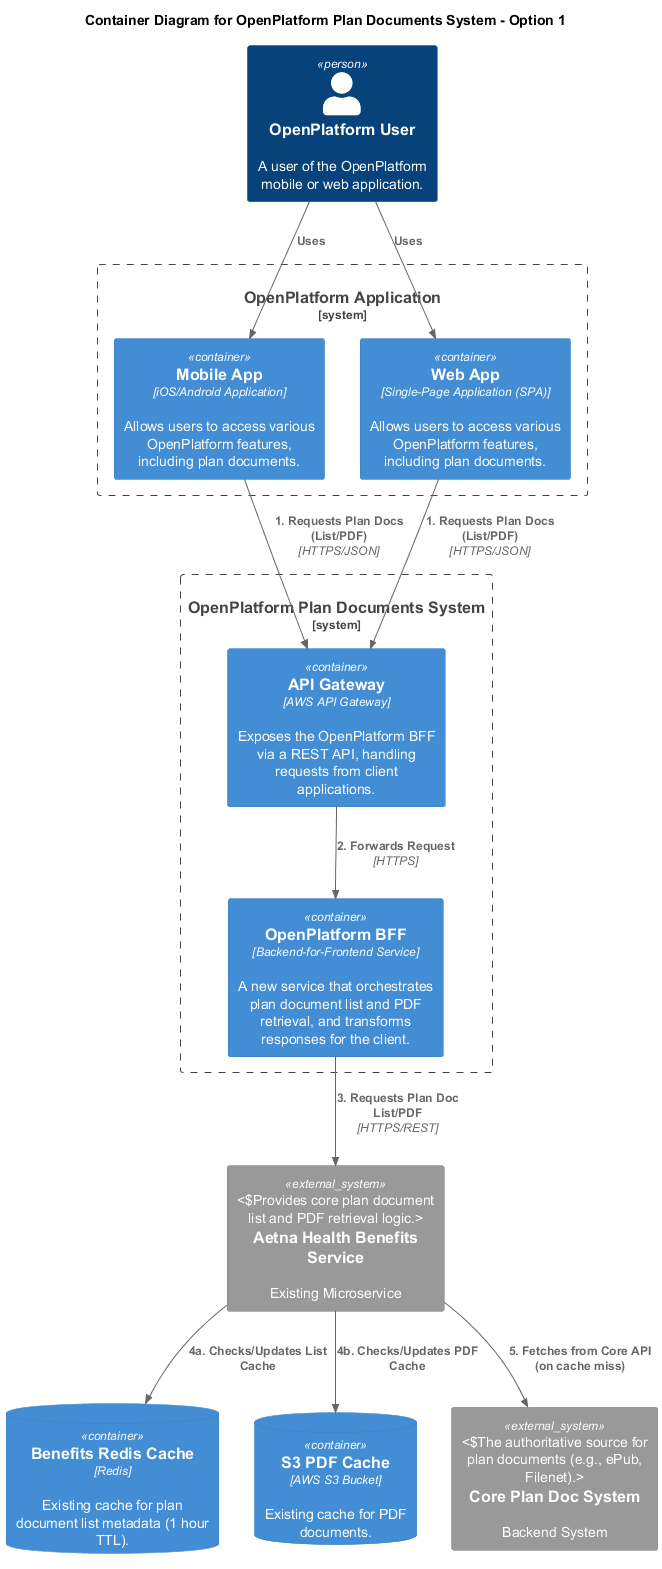 Container Diagram for OpenPlatform Plan Documents System - Option 1
«person»
OpenPlatform User
A user of the OpenPlatform
mobile or web application.
Uses
Uses
OpenPlatform Application
[system]
«container»
Mobile App
[iOS/Android Application]
Allows users to access various
OpenPlatform features,
including plan documents.
«container»
Web App
[Single-Page Application (SPA)]
Allows users to access various
OpenPlatform features,
including plan documents.
1. Requests Plan Docs
(List/PDF)
[HTTPS/JSON]
1. Requests Plan Docs
(List/PDF)
[HTTPS/JSON]
OpenPlatform Plan Documents System
[system]
«container»
API Gateway
[AWS API Gateway]
Exposes the OpenPlatform BFF
via a REST API, handling
requests from client
applications.
2. Forwards Request
[HTTPS]
«container»
OpenPlatform BFF
[Backend-for-Frontend Service]
A new service that orchestrates
plan document list and PDF
retrieval, and transforms
responses for the client.
3. Requests Plan Doc
List/PDF
[HTTPS/REST]
«external_system»
<$Provides core plan document
list and PDF retrieval logic.>
Aetna Health Benefits
Service
Existing Microservice
4a. Checks/Updates List
Cache
4b. Checks/Updates PDF
Cache
5. Fetches from Core API
(on cache miss)
«container»
Benefits Redis Cache
[Redis]
Existing cache for plan
document list metadata (1 hour
TTL).
«container»
S3 PDF Cache
[AWS S3 Bucket]
Existing cache for PDF
documents.
«external_system»
<$The authoritative source for
plan documents (e.g., ePub,
Filenet).>
Core Plan Doc System
Backend System